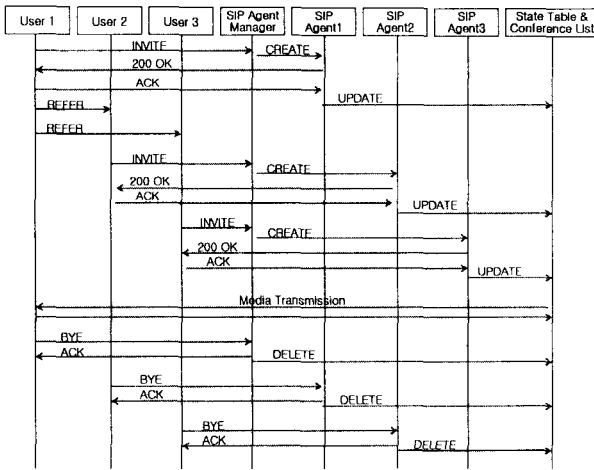 User 1
User 2
User 3
SIP Agent
Manager
SIP
Agent1
SIP
Agent2
SIP
Agent3
State Table &
Conference List
INVITE
CREATE
200 OK
ACK
UPDATE
REFER
REFER
INVITE
CREATE
200 OK
ACK
UPDATE
INVITE
CREATE
200 OK
ACK
UPDATE
Media Transmission
BYE
ACK
DELETE
BYE
ACK
DELETE
BYE
ACK
DELETE